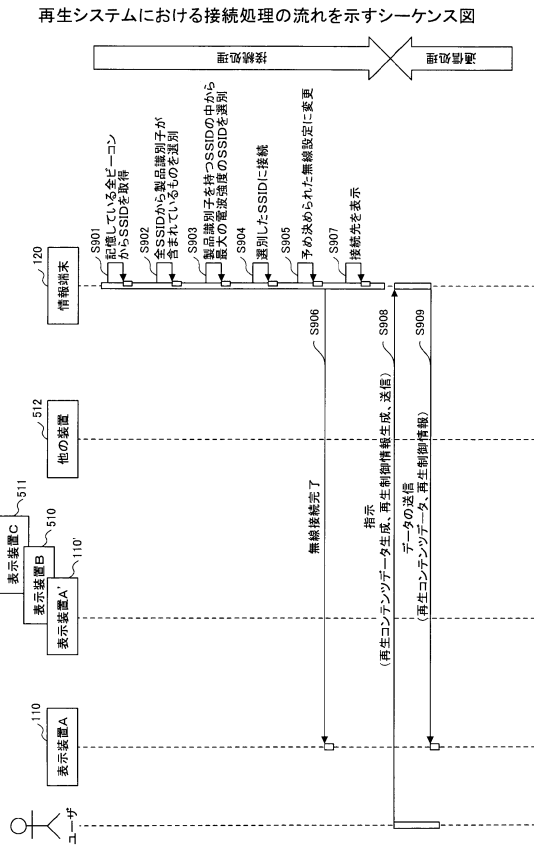 再生システムにおける接続処理の流れを示すシーケンス図
接続処理
通信処理
ユーザ
110
表示装置A
表示装置C
511
表示装置B
510
表示装置A'
110'
512
他の装置
120
情報端末
S901
記憶している全ビーコン
からSSIDを取得
S902
全SSIDから製品識別子が
含まれているものを選別
S903
製品識別子を持つSSIDの中から
最大の電波強度のSSIDを選別
S904
選別したSSIDに接続
S905
予め決められた無線設定に変更
S906
無線接続完了
S907
接続先を表示
S908
指示
(再生コンテンツデータ生成、再生制御情報生成、送信)
S909
データの送信
(再生コンテンツデータ、再生制御情報)